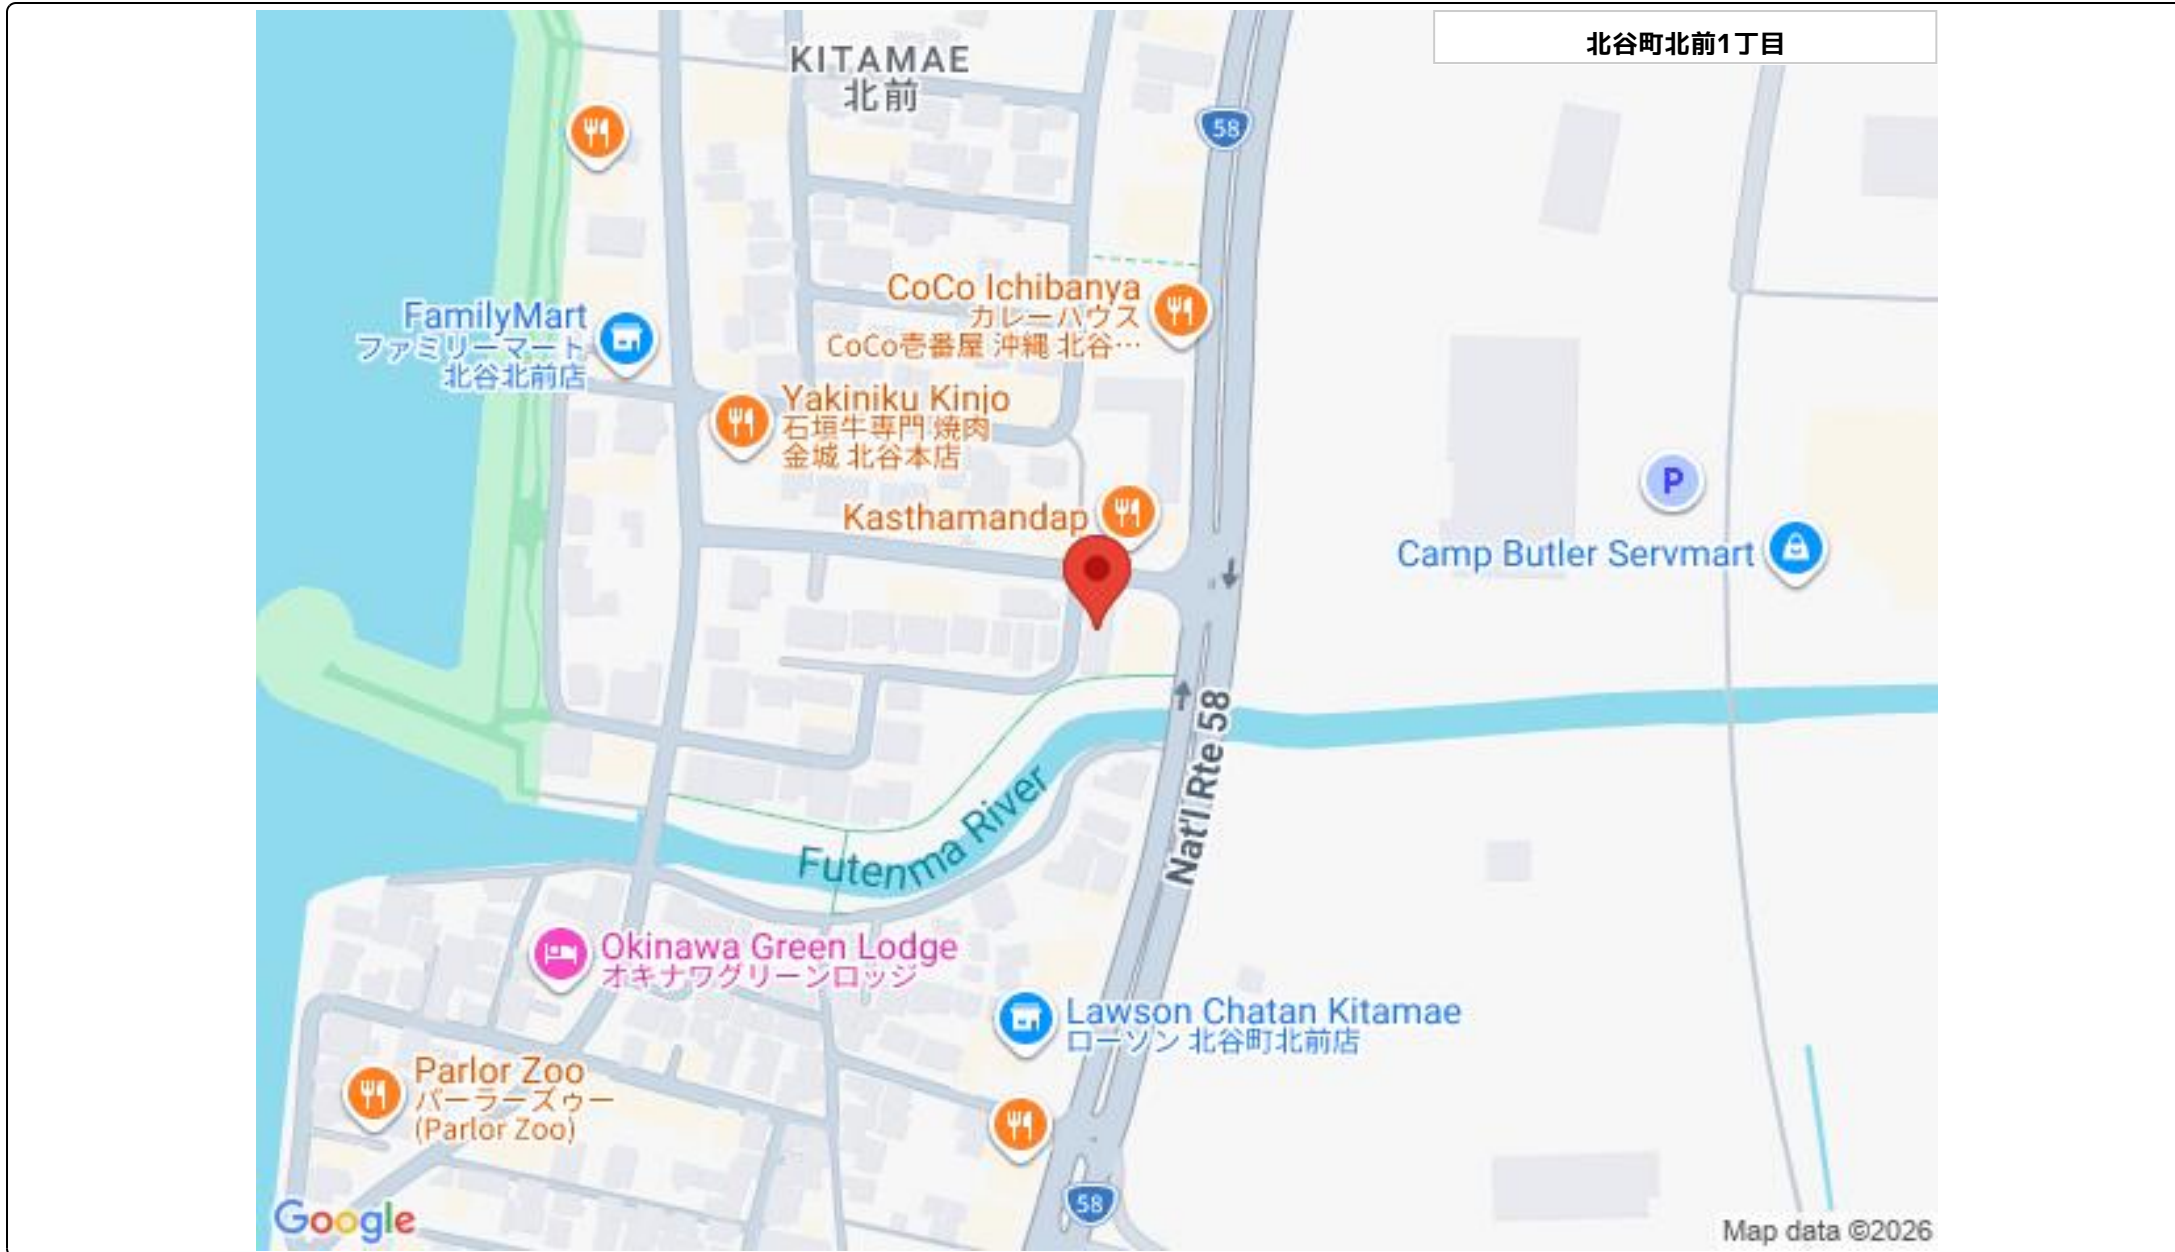 北谷町北前1丁目
KITAMAE
北前
58
CoCo Ichibanya
カレーハウス
CoCo壱番屋 沖縄 北谷…
FamilyMart
ファミリーマート
北谷北前店
Yakiniku Kinjo
石垣牛専門 焼肉
金城 北谷本店
P
Kasthamandap
Camp Butler Servmart
Nat'l Rte 58
Futenma River
Okinawa Green Lodge
オキナワグリーンロッジ
Lawson Chatan Kitamae
ローソン 北谷町北前店
Parlor Zoo
パーラーズゥー
(Parlor Zoo)
58
Google
Map data ©2026